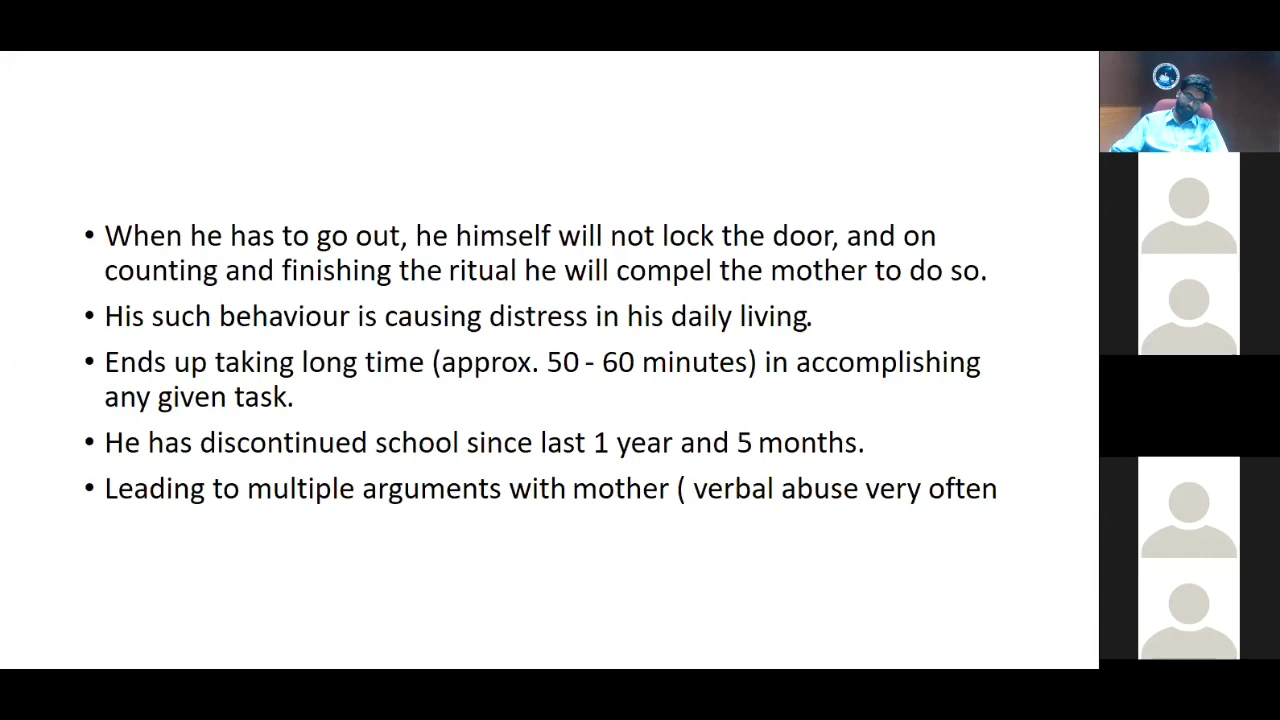 • When he has to go out, he himself will not lock the door, and on
counting and finishing the ritual he will compel the mother to do so.
• His such behaviour is causing distress in his daily living.
• Ends up taking long time (approx. 50 - 60 minutes) in accomplishing
any given task.
• He has discontinued school since last 1 year and 5 months.
• Leading to multiple arguments with mother ( verbal abuse very often